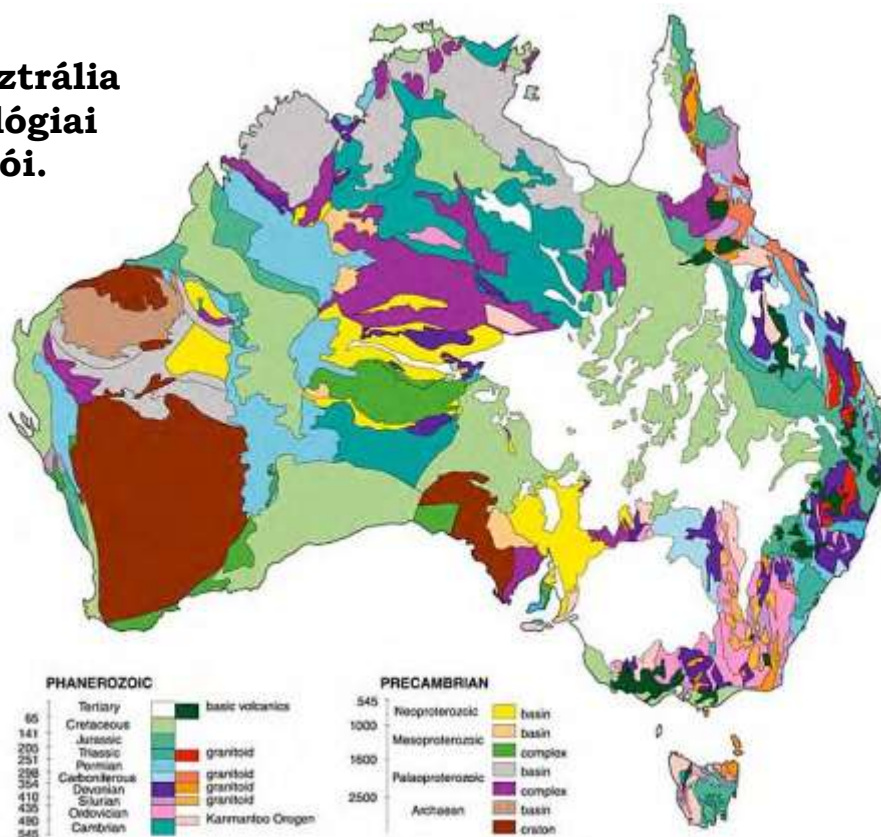 ztrália
lógiai
ói.
PHANEROZOIC
Tertiary
basic volcanics
65
Cretaceous
141
Jurassic
205
Triassic
granitoid
251
Permian
298
Carboniferous
granitoid
354
Devonian
granitoid
410
Silurian
granitoid
435
Ordovician
490
Kanmantoo Orogen
Cambrian
545
PRECAMBRIAN
545
Neoproterozoic
basin
1000
Mesoproterozoic
basin
complex
1600
Palaoproterozoic
basin
complex
2500
Archaean
basin
craton